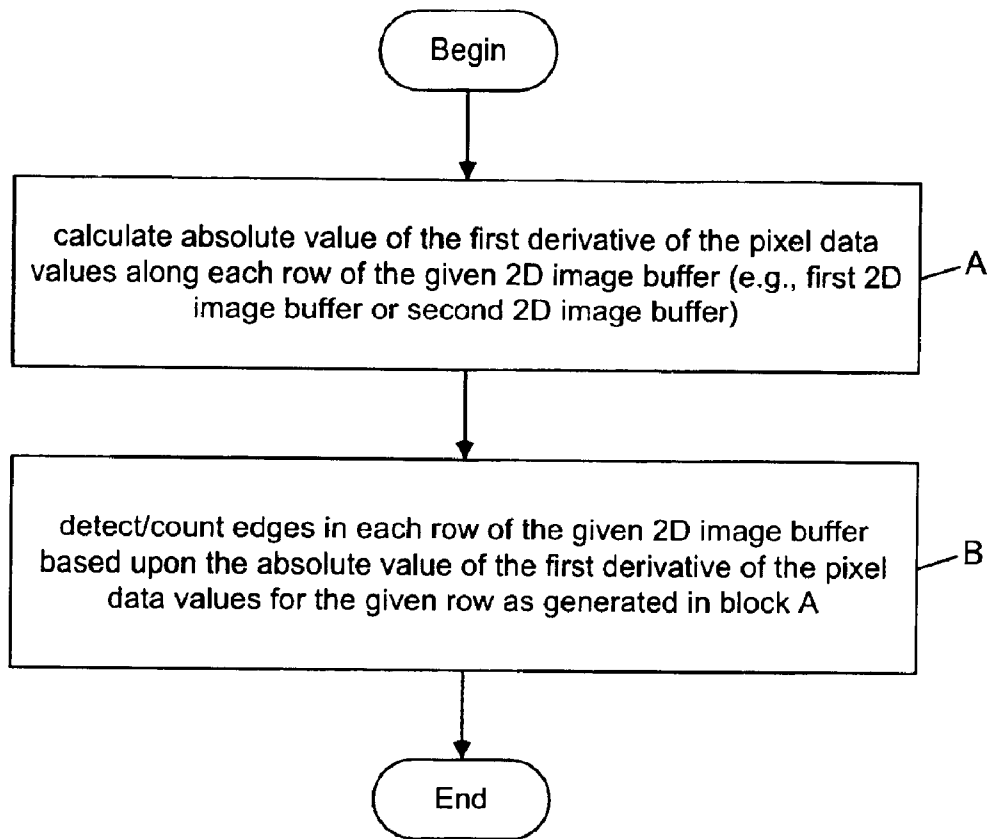 Begin
calculate absolute value of the first derivative of the pixel data
values along each row of the given 2D image buffer (e.g., first 2D
image buffer or second 2D image buffer)
A
detect/count edges in each row of the given 2D image buffer
based upon the absolute value of the first derivative of the pixel
data values for the given row as generated in block A
B
End